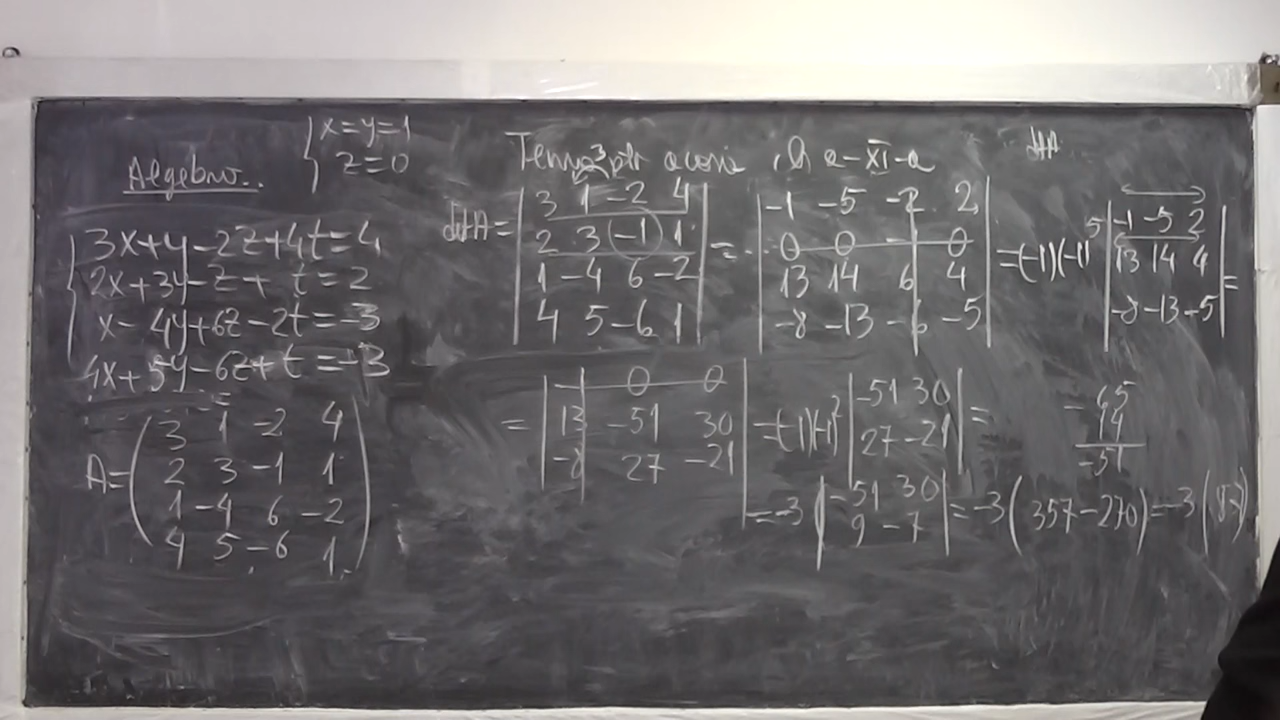 Algebra..
{ x=y=1
z=0
3x+y-2z+4t=4
2x+3y-z+t=2
x-4y+6z-2t=-3
4x+5y-6z+t=-3
A= ( 3 1 -2 4
2 3 -1 1
1 -4 6 -2
4 5 -6 1 )
a-XI-a
dtA
dtA= | 3 1 -2 4
2 3 (-1) 1
1 -4 6 -2
4 5 -6 1 | =
| -1 -5 -2 2
0 0 0
13 14 6 4
-8 -13 -6 -5 |
=(-1)(-1)^5 | -1 -5 2
13 14 4
-8 -13 -5 | =
= | -1 0 0
13 -51 30
-8 27 -21 |
=(-1)(-1)^2 | -51 30
27 -21 | =
-65
14
-51
=-3 | -51 30
9 -7 | =-3(357-270)=-3(87)